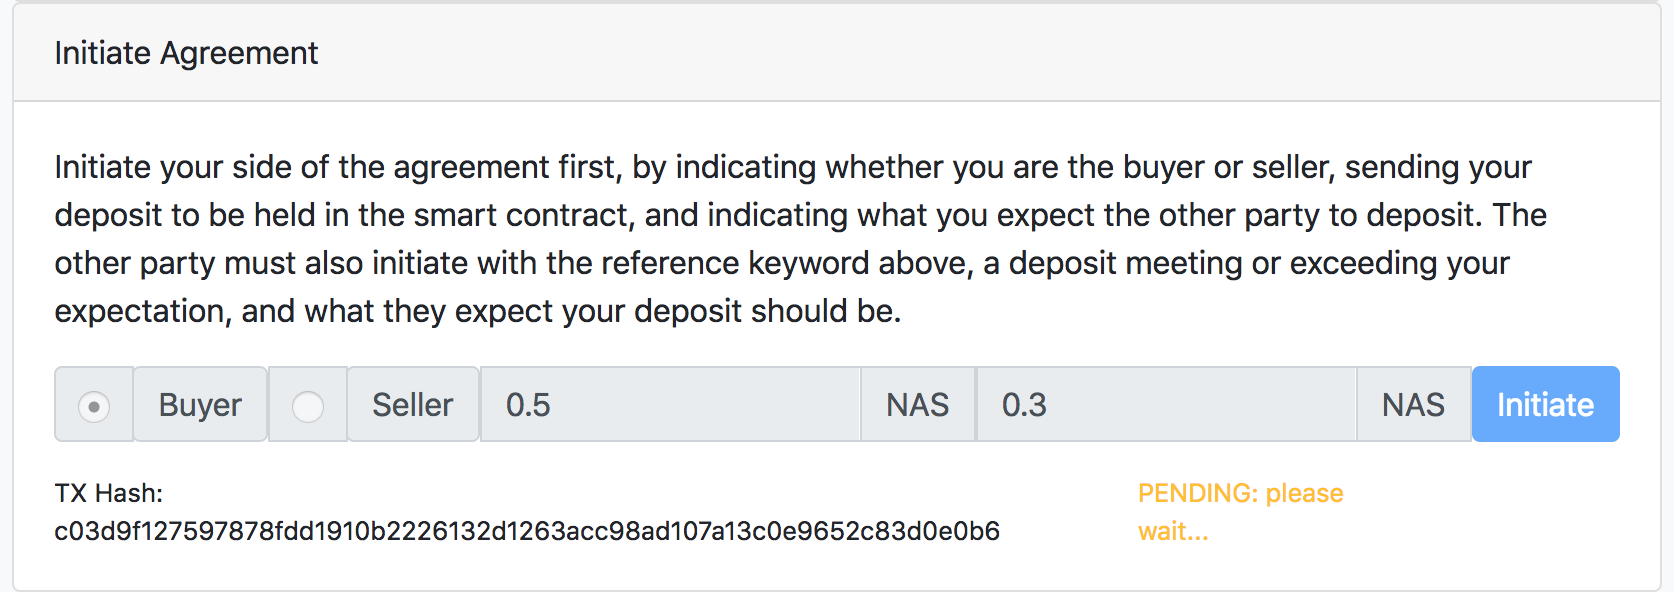 Initiate Agreement
Initiate your side of the agreement first, by indicating whether you are the buyer or seller, sending your
deposit to be held in the smart contract, and indicating what you expect the other party to deposit. The
other party must also initiate with the reference keyword above, a deposit meeting or exceeding your
expectation, and what they expect your deposit should be.
Buyer Seller 0.5 NAS 0.3 NAS Initiate
TX Hash: PENDING: please
c03d9f127597878fdd1910b2226132d1263acc98ad107a13c0e9652c83d0e0b6 wait...